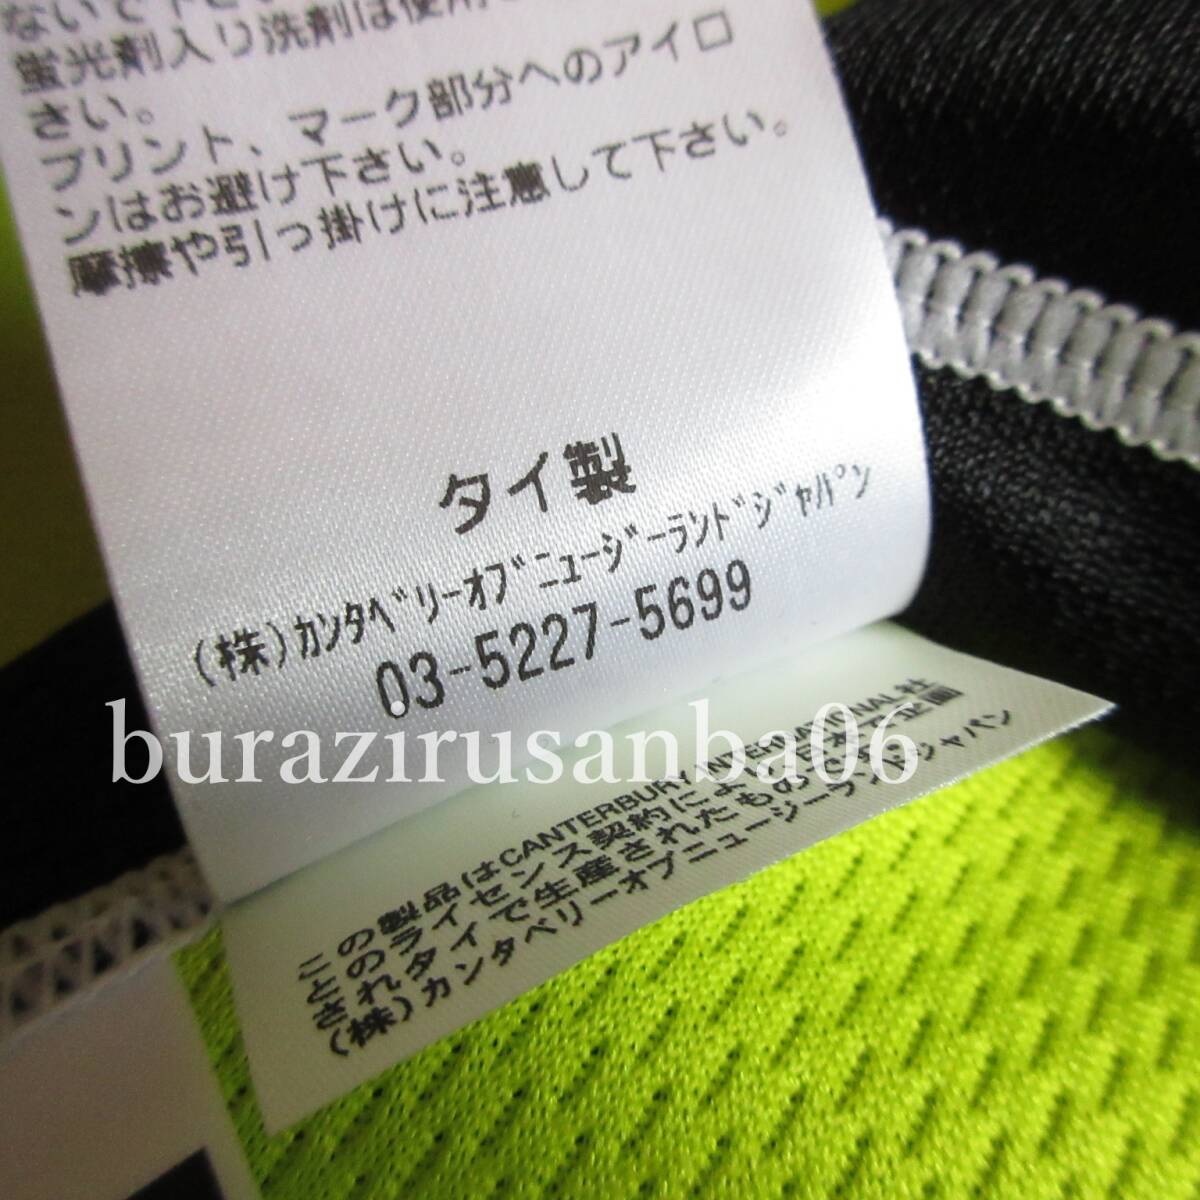 ないで下さい
蛍光剤入り洗剤は使用
さい。
プリント、マーク部分へのアイロ
ンはお避け下さい。
摩擦や引っ掛けに注意して下さい。
タイ製
(株)ｶﾝﾀﾍﾞﾘｰｵﾌﾞﾆｭｰｼﾞｰﾗﾝﾄﾞｼﾞｬﾊﾟﾝ
03-5227-5699
burazirusanba06
この製品はCANTERBURY INTERNATIONAL社
とのライセンス契約により日本で企画
されタイで生産されたものです
(株)カンタベリーオブニュージーランドジャパン